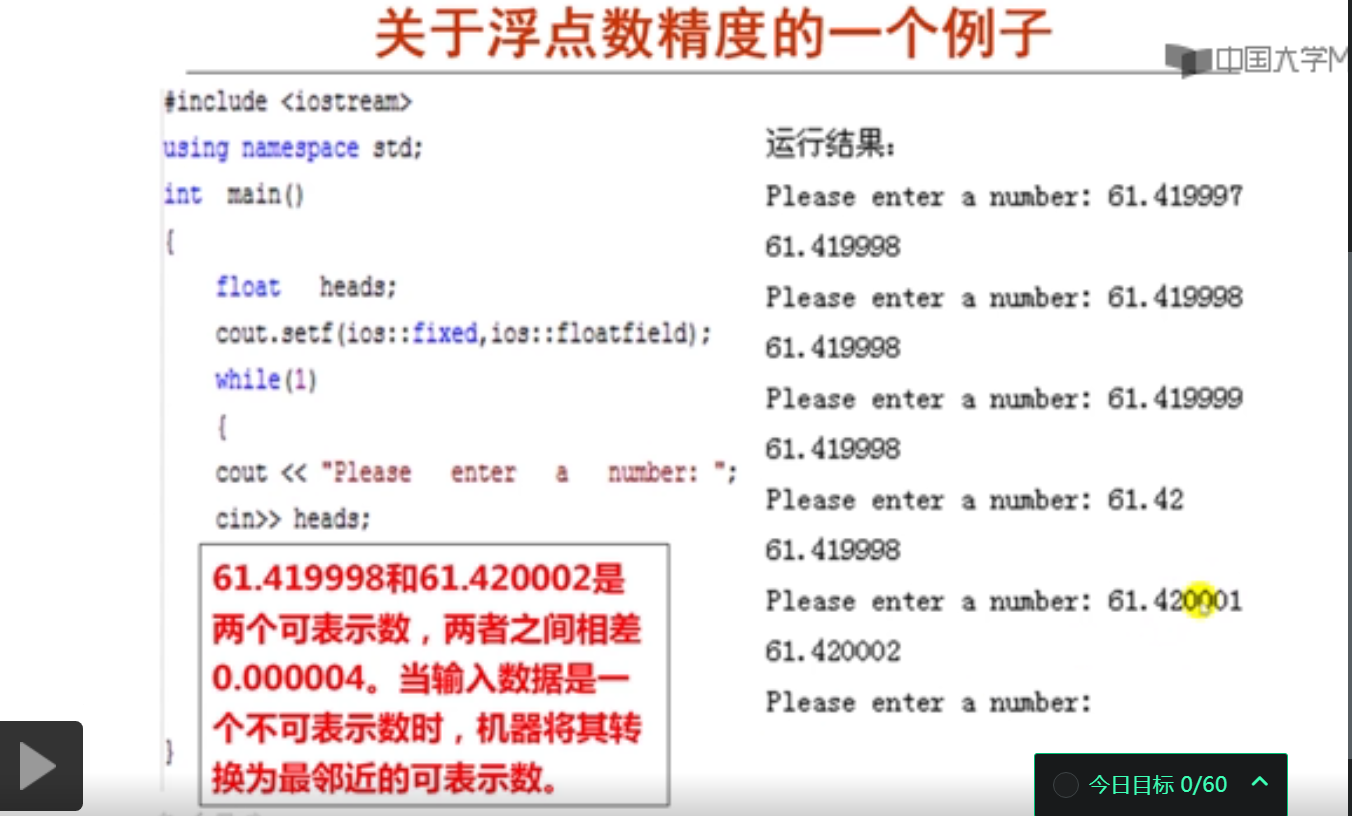 关于浮点数精度的一个例子
中国大学M
#include <iostream>
using namespace std;
int main()
{
float heads;
cout.setf(ios::fixed,ios::floatfield);
while(1)
{
cout << "Please enter a number: ";
cin>> heads;
61.419998和61.420002是
两个可表示数，两者之间相差
0.000004。当输入数据是一
个不可表示数时，机器将其转
换为最邻近的可表示数。
}
运行结果:
Please enter a number: 61.419997
61.419998
Please enter a number: 61.419998
61.419998
Please enter a number: 61.419999
61.419998
Please enter a number: 61.42
61.419998
Please enter a number: 61.420001
61.420002
Please enter a number:
今日目标 0/60